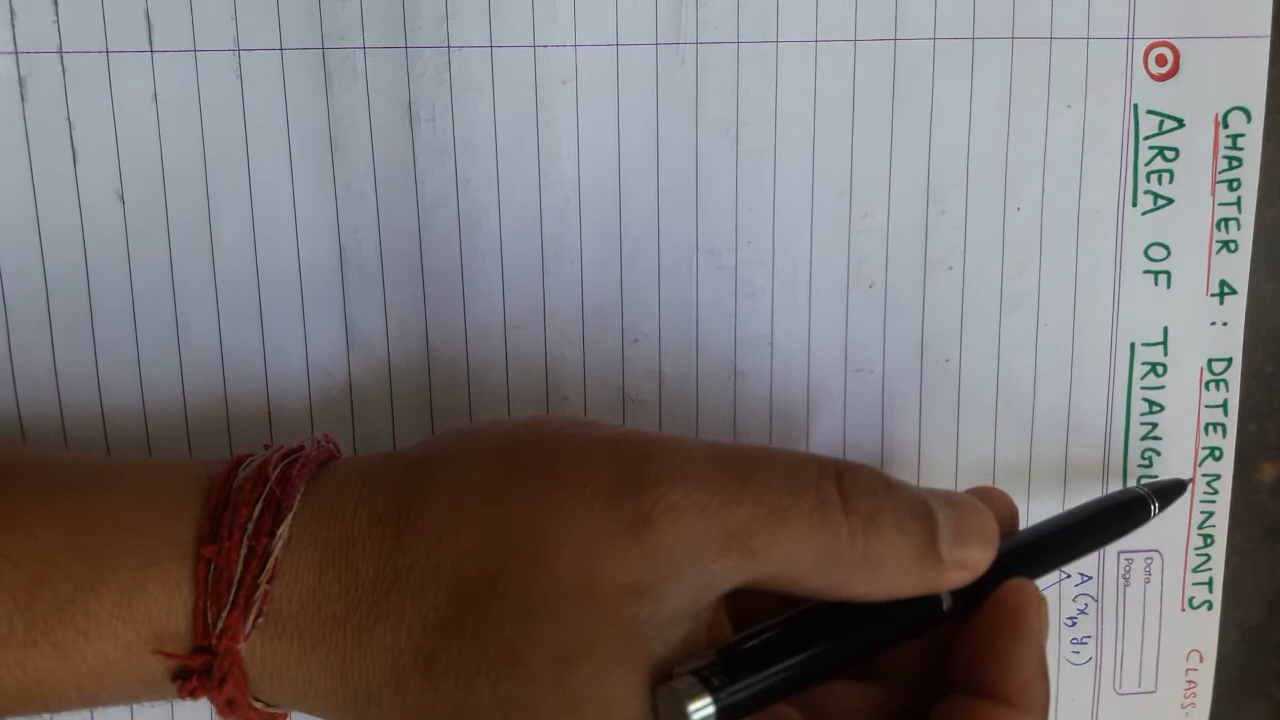 CHAPTER 4 : DETERMINANTS CLASS-
AREA OF TRIANGL
Date
Page
A(x₁, y₁)